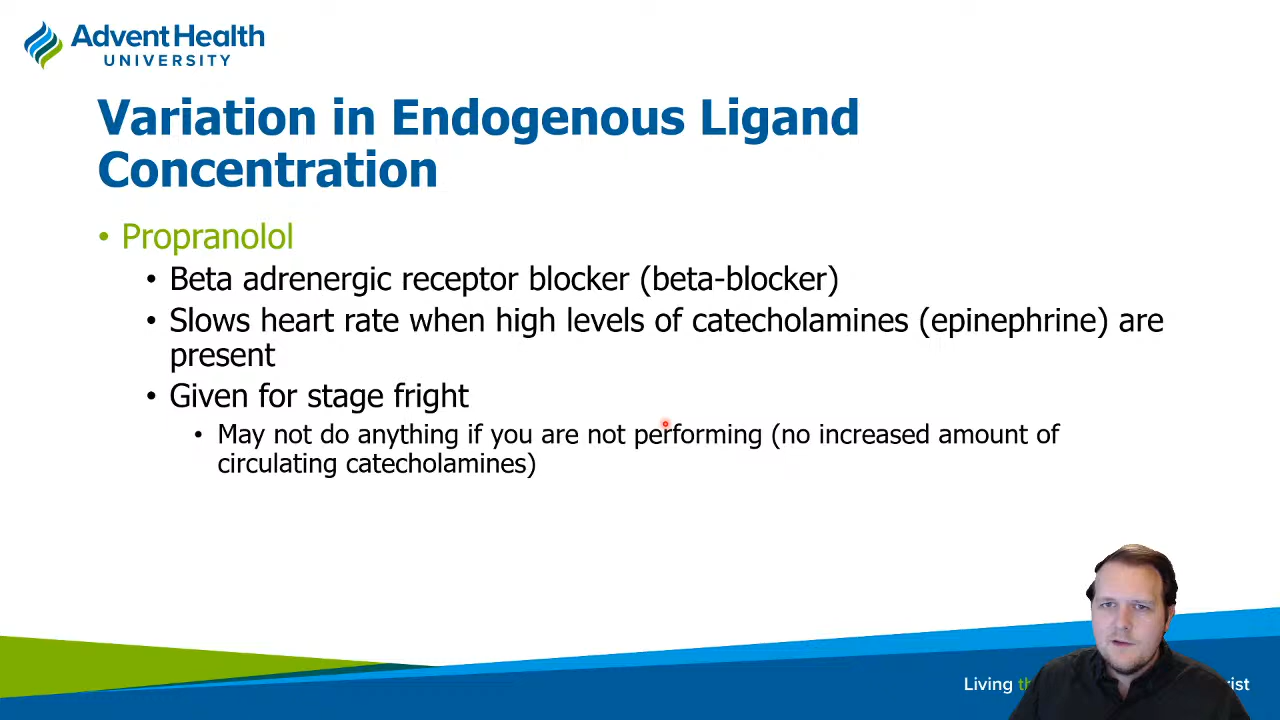 AdventHealth
UNIVERSITY
Variation in Endogenous Ligand
Concentration
• Propranolol
• Beta adrenergic receptor blocker (beta-blocker)
• Slows heart rate when high levels of catecholamines (epinephrine) are
present
• Given for stage fright
• May not do anything if you are not performing (no increased amount of
circulating catecholamines)
Living